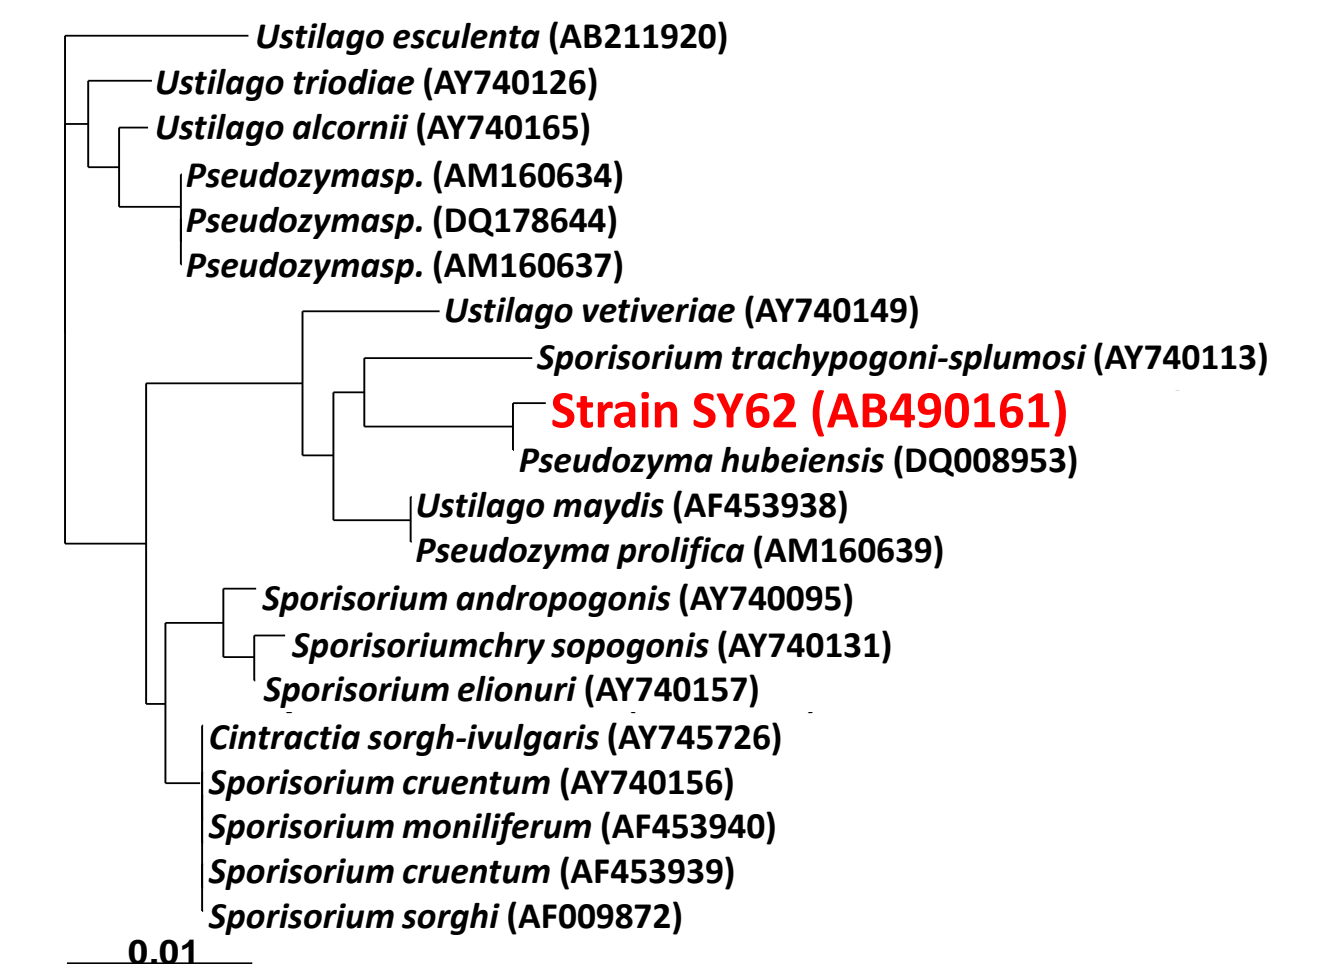 Ustilago esculenta (AB211920)
Ustilago triodiae (AY740126)
Ustilago alcornii (AY740165)
Pseudozymasp. (AM160634)
Pseudozymasp. (DQ178644)
Pseudozymasp. (AM160637)
Ustilago vetiveriae (AY740149)
Sporisorium trachypogoni-splumosi (AY740113)
Strain SY62 (AB490161)
Pseudozyma hubeiensis (DQ008953)
Ustilago maydis (AF453938)
Pseudozyma prolifica (AM160639)
Sporisorium andropogonis (AY740095)
Sporisoriumchry sopogonis (AY740131)
Sporisorium elionuri (AY740157)
Cintractia sorgh-ivulgaris (AY745726)
Sporisorium cruentum (AY740156)
Sporisorium moniliferum (AF453940)
Sporisorium cruentum (AF453939)
Sporisorium sorghi (AF009872)
0.01